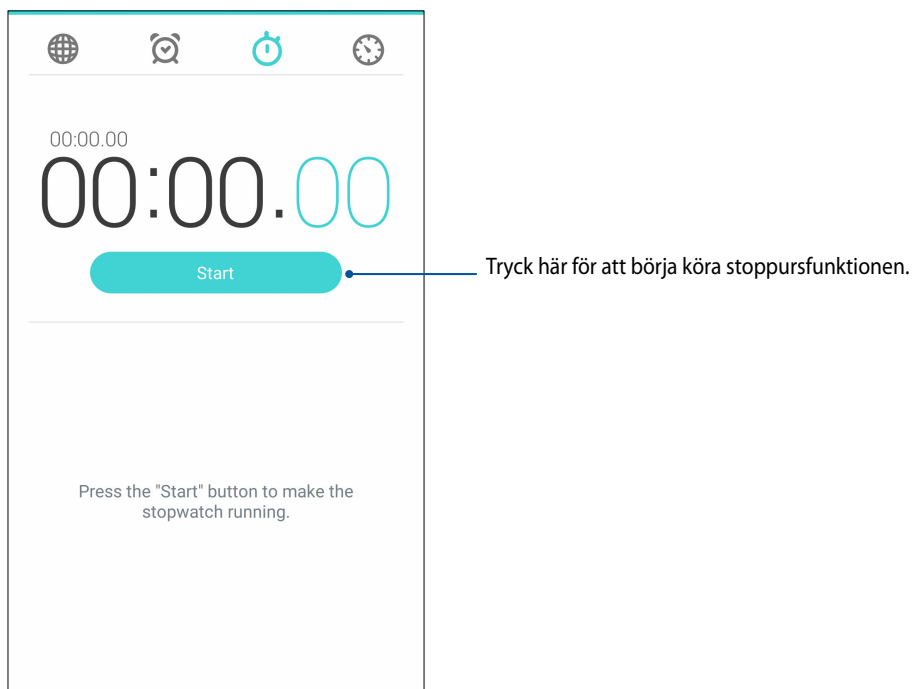 00:00.00
00:00.00
Start
Tryck här för att börja köra stoppursfunktionen.
Press the "Start" button to make the
stopwatch running.